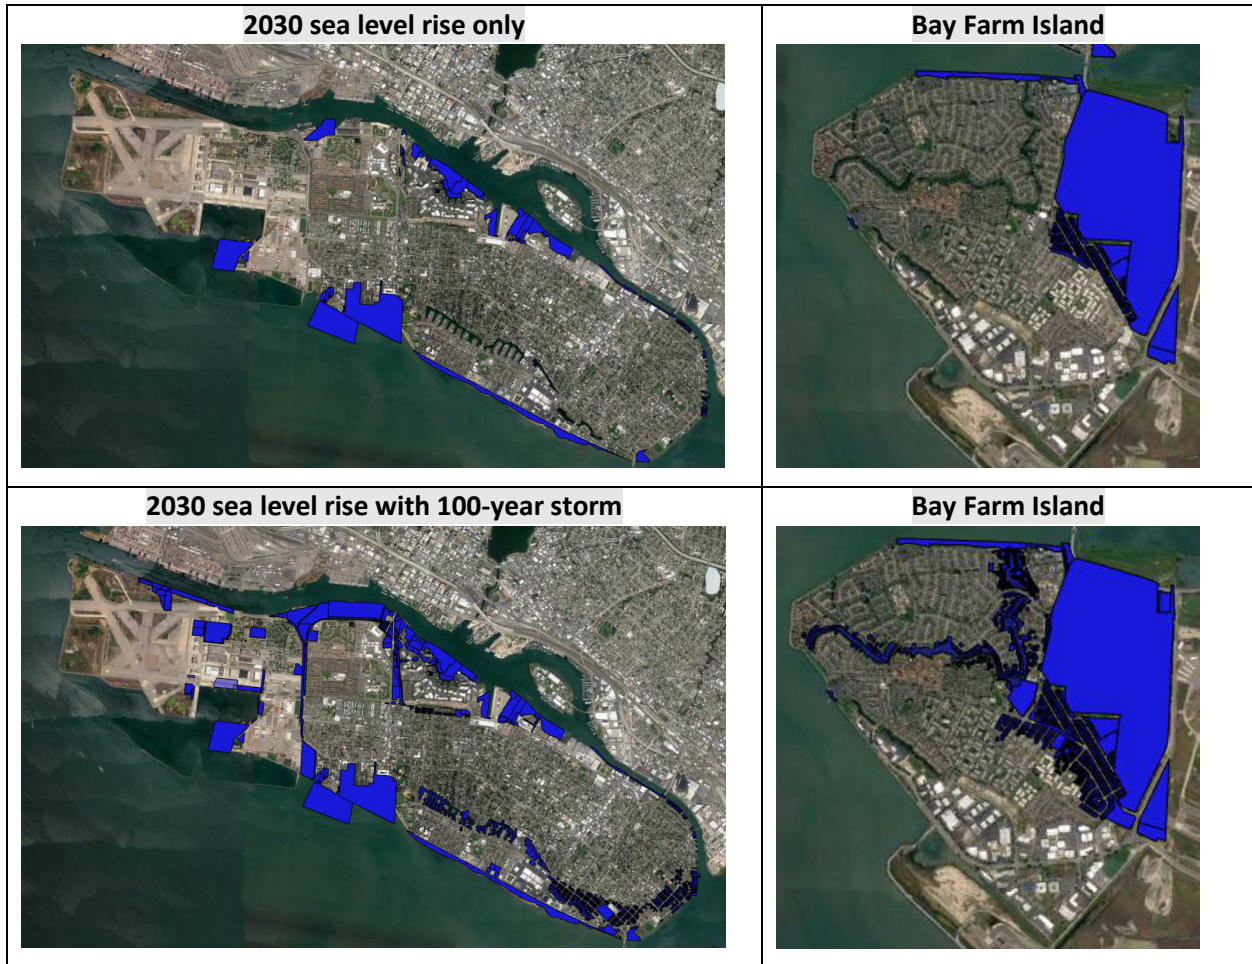 2030 sea level rise only
Bay Farm Island
2030 sea level rise with 100-year storm
Bay Farm Island